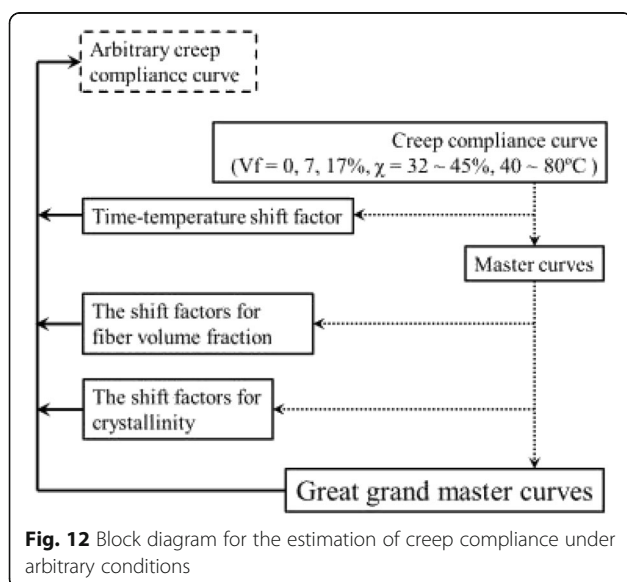 Arbitrary creep
compliance curve
Creep compliance curve
(Vf = 0, 7, 17%, χ = 32 ~ 45%, 40 ~ 80ºC )
Time-temperature shift factor
Master curves
The shift factors for
fiber volume fraction
The shift factors for
crystallinity
Great grand master curves
Fig. 12 Block diagram for the estimation of creep compliance under
arbitrary conditions